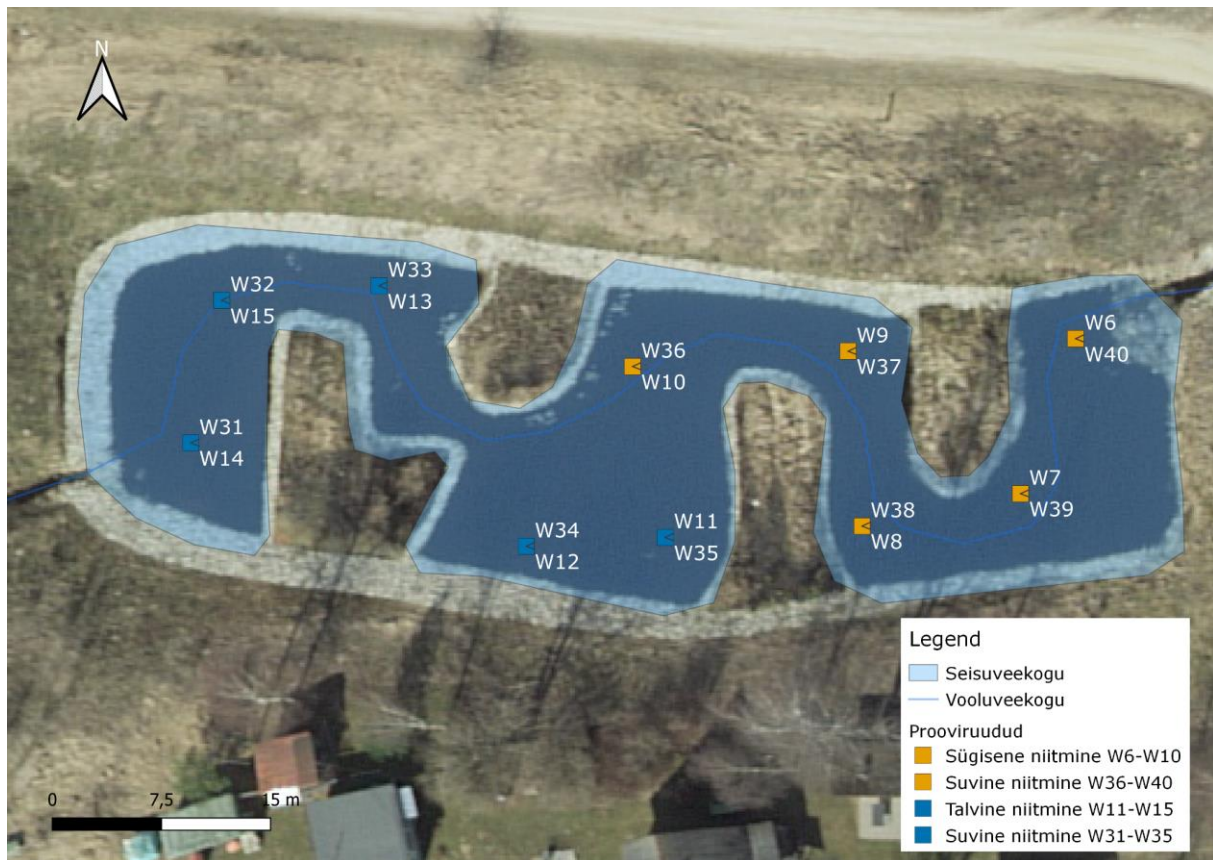 N
W33
W32
W13
W15
W6
W9
W40
W36
W37
W10
W31
W14
W7
W39
W38
W11
W34
W8
W35
W12
Legend
Seisuveekogu
Vooluveekogu
Prooviruudud
Sügisene niitmine W6-W10
Suvine niitmine W36-W40
Talvine niitmine W11-W15
Suvine niitmine W31-W35
0 7,5 15 m